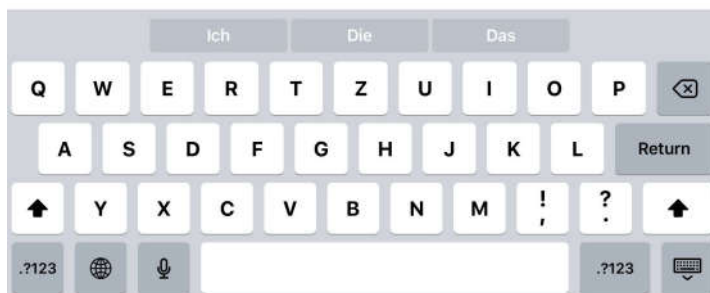 Ich Die Das
Q W E R T Z U I O P
A S D F G H J K L Return
Y X C V B N M ! , ? .
.?123 .?123